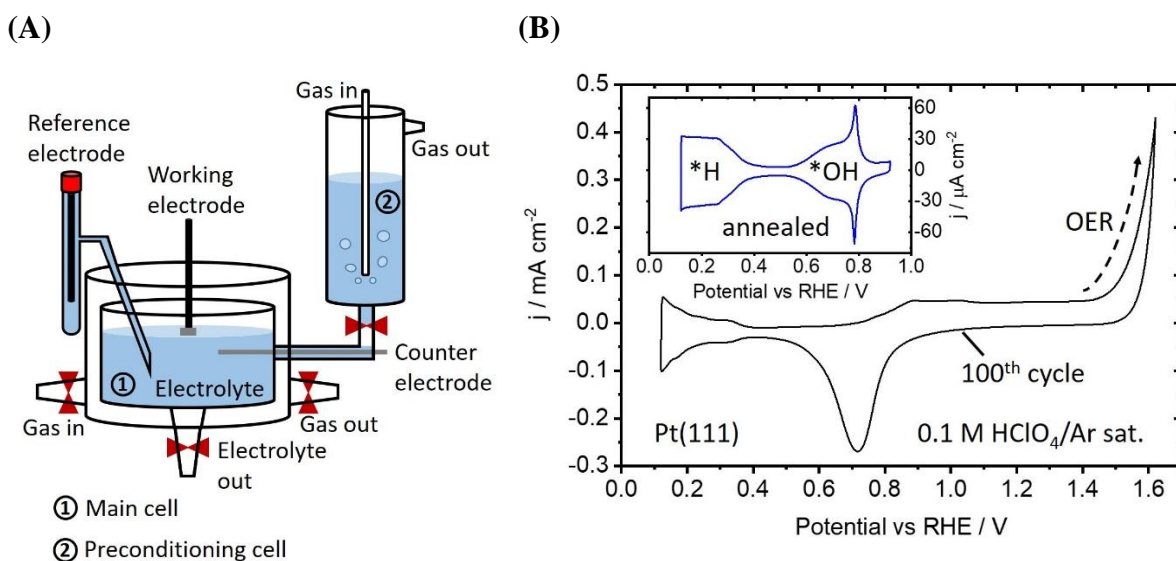 (A)
Gas in
Reference
electrode
Gas out
Working
electrode
②
Counter
electrode
① Electrolyte
Gas in
Gas out
Electrolyte
out
① Main cell
② Preconditioning cell
(B)
0.5
0.4
0.3
0.2
0.1
0.0
-0.1
-0.2
-0.3
j / mA cm⁻²
0.0 0.2 0.4 0.6 0.8 1.0 1.2 1.4 1.6
Potential vs RHE / V
60
30
0
-30
-60
j / µA cm⁻²
*H
*OH
annealed
0.0 0.2 0.4 0.6 0.8 1.0
Potential vs RHE / V
OER
100th cycle
Pt(111)
0.1 M HClO₄/Ar sat.